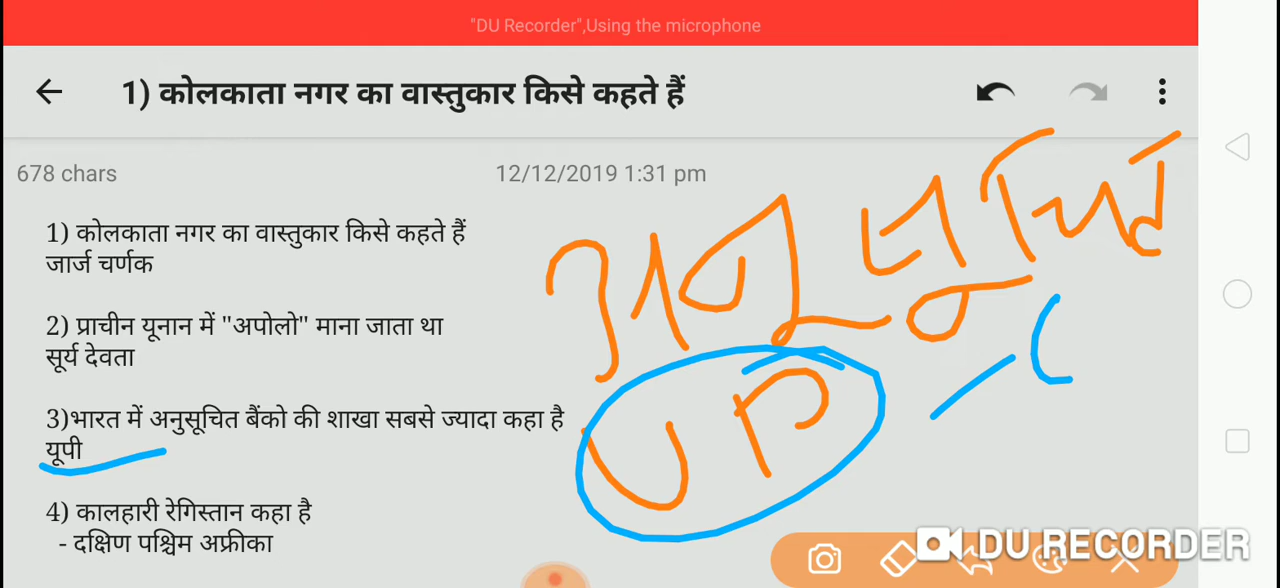 "DU Recorder",Using the microphone
1) कोलकाता नगर का वास्तुकार किसे कहते हैं
678 chars
12/12/2019 1:31 pm
1) कोलकाता नगर का वास्तुकार किसे कहते हैं
जार्ज चर्णक
2) प्राचीन यूनान में "अपोलो" माना जाता था
सूर्य देवता
3)भारत में अनुसूचित बैंको की शाखा सबसे ज्यादा कहा है
यूपी
UP
4) कालहारी रेगिस्तान कहा है
- दक्षिण पश्चिम अफ्रीका
DU RECORDER